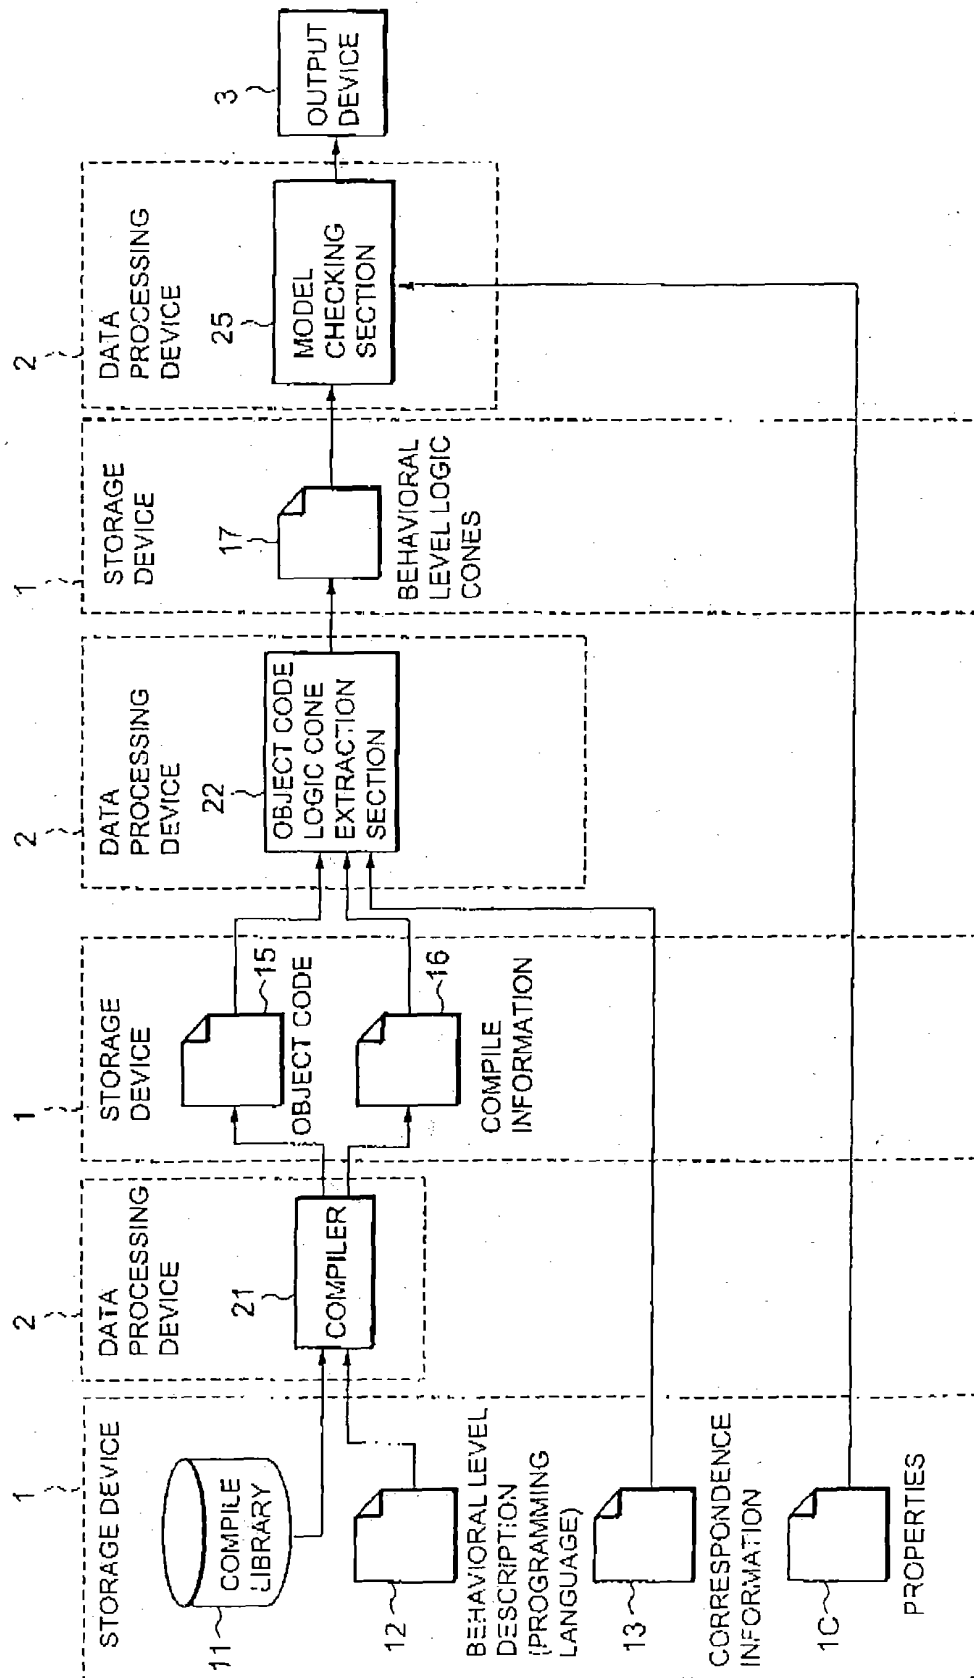 1
STORAGE DEVICE
COMPILE
LIBRARY
11
12
BEHAVIORAL LEVEL
DESCRIPTION
(PROGRAMMING
LANGUAGE)
13
CORRESPONDENCE
INFORMATION
1C
PROPERTIES
2
DATA
PROCESSING
DEVICE
21
COMPILER
1
STORAGE
DEVICE
15
OBJECT CODE
16
COMPILE
INFORMATION
2
DATA
PROCESSING
DEVICE
22
OBJECT CODE
LOGIC CONE
EXTRACTION
SECTION
1
STORAGE
DEVICE
17
BEHAVIORAL
LEVEL LOGIC
CONES
2
DATA
PROCESSING
DEVICE
25
MODEL
CHECKING
SECTION
3
OUTPUT
DEVICE